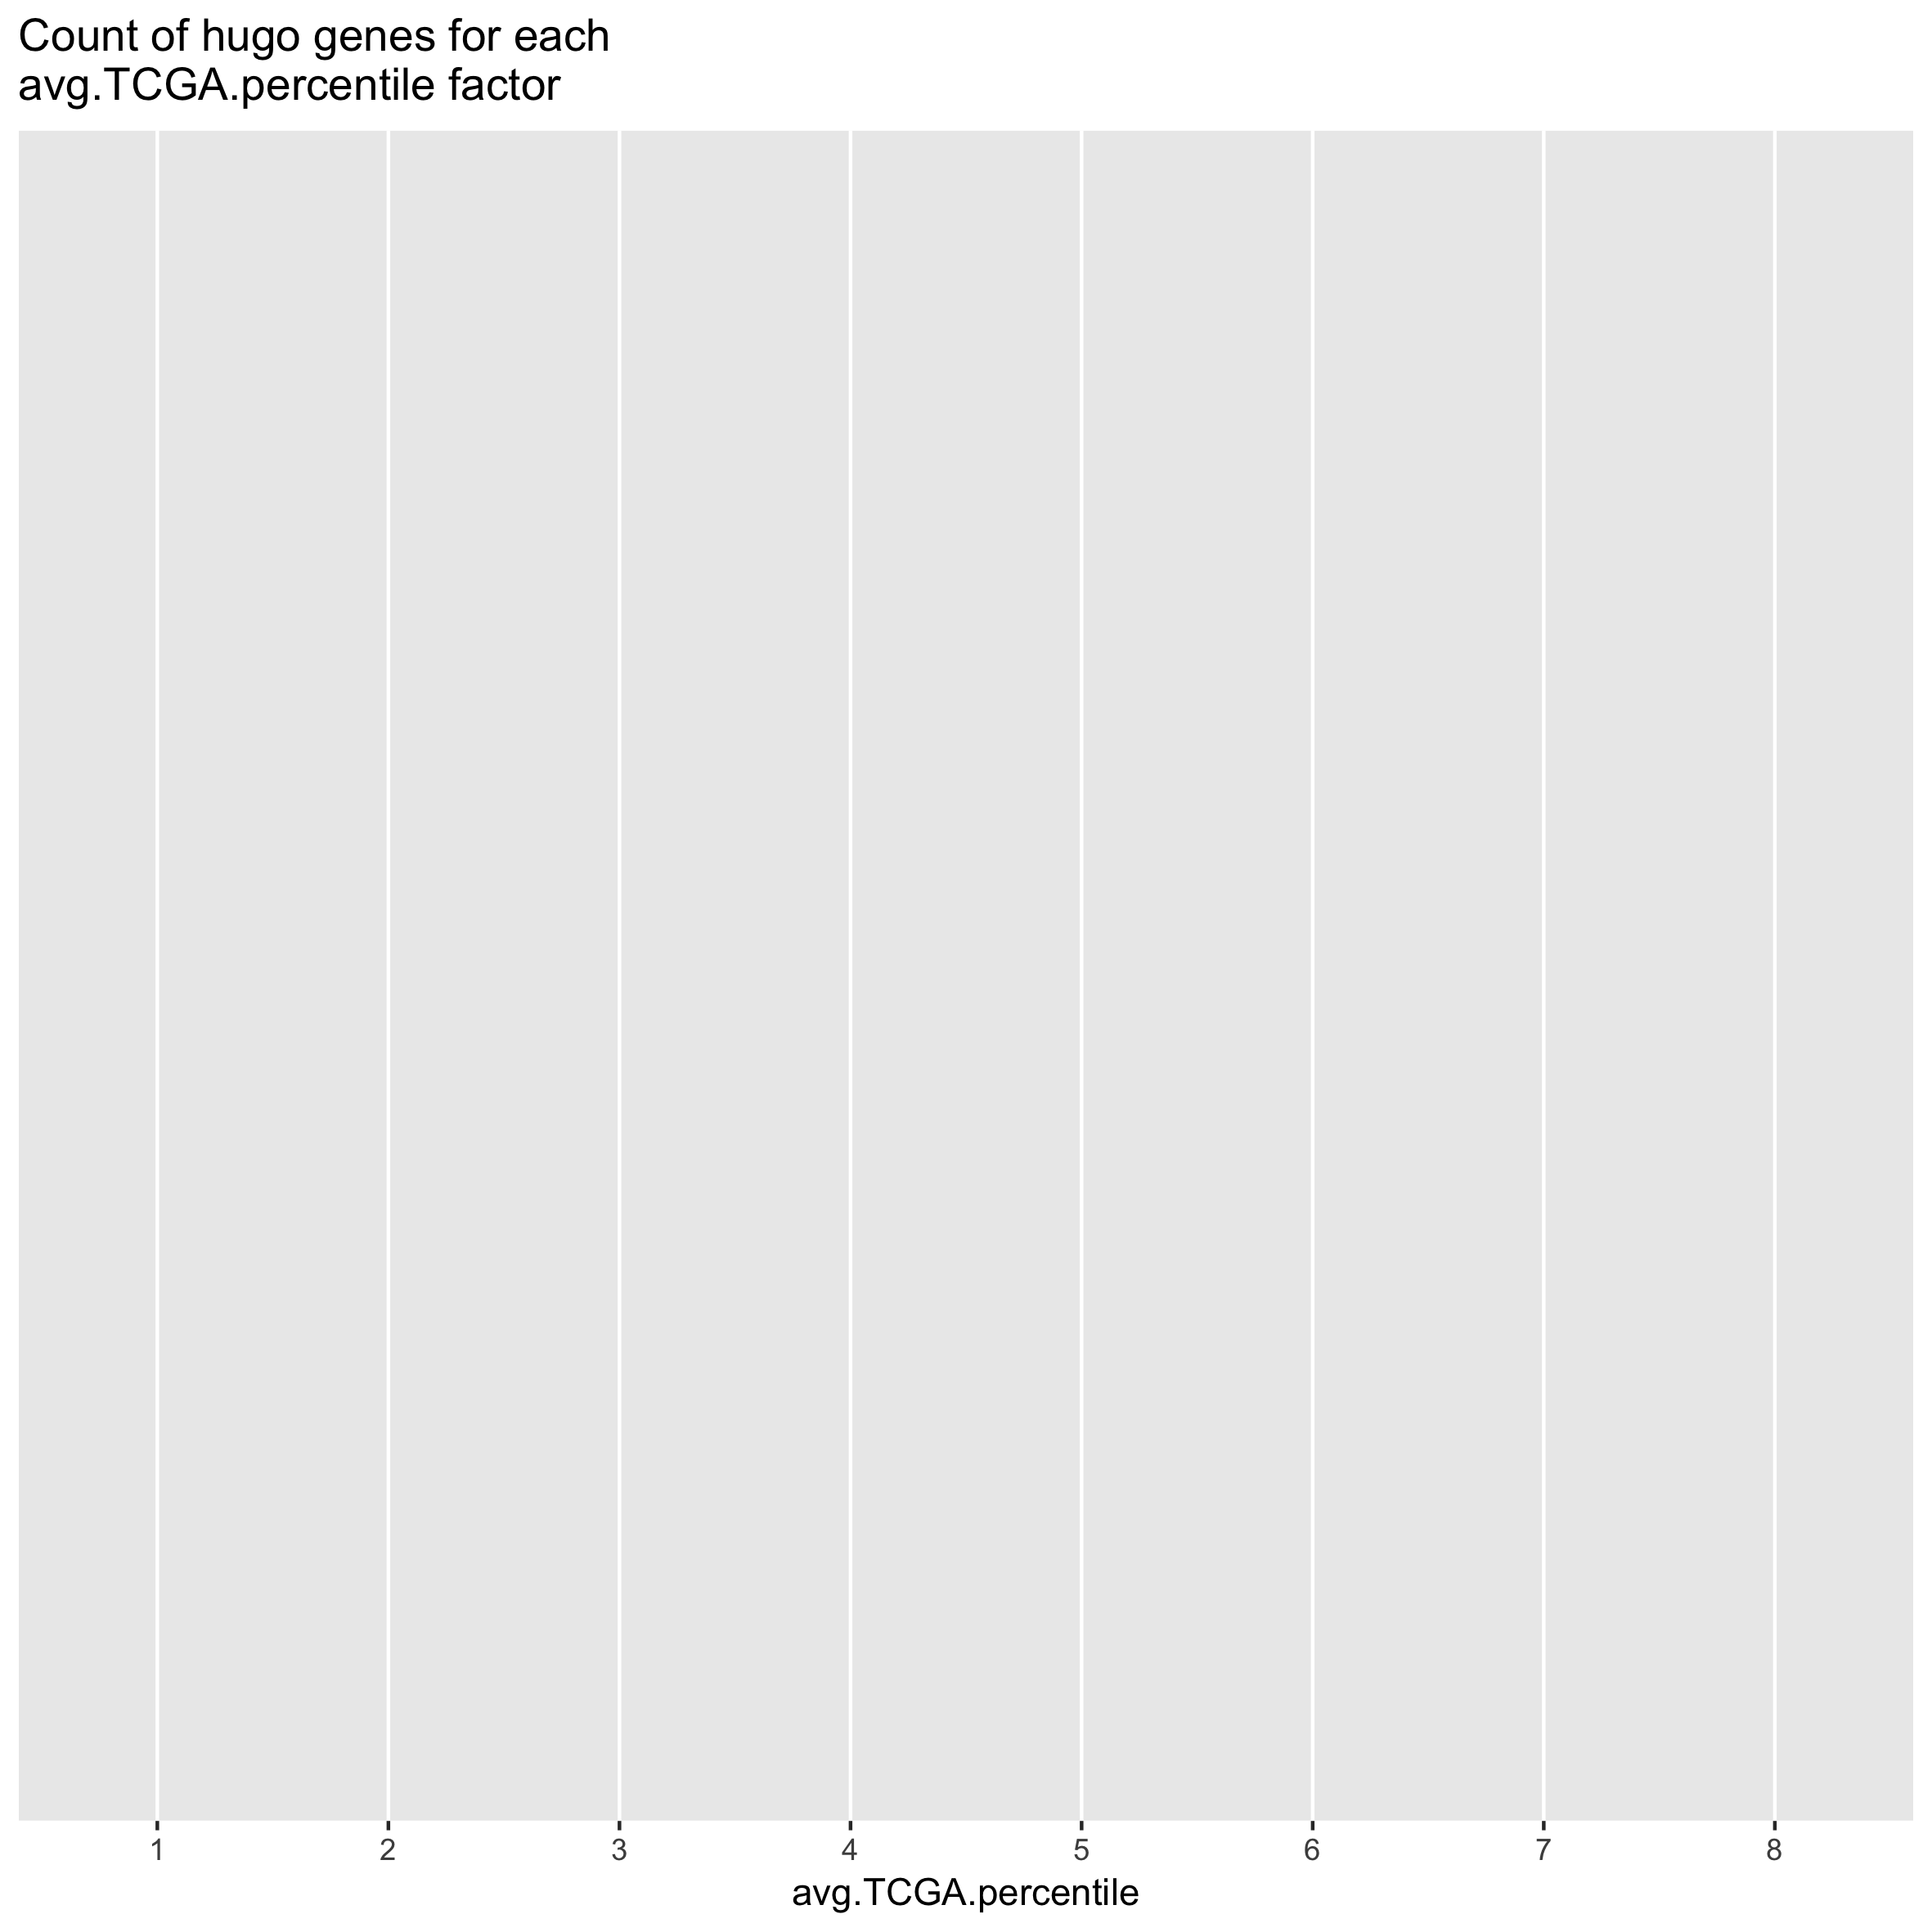 Count of hugo genes for each
avg.TCGA.percentile factor
1 2 3 4 5 6 7 8
avg.TCGA.percentile